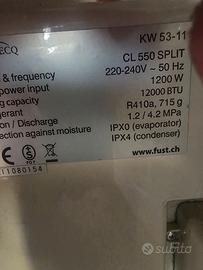 ECQ
KW 53-11
CL 550 SPLIT
& frequency 220-240V ~ 50 Hz
power input 1200 W
g capacity 12000 BTU
gerant R410a, 715 g
tion / Discharge 1.2 / 4.2 MPa
ection against moisture IPX0 (evaporator)
IPX4 (condenser)
www.fust.ch
11080154
subito